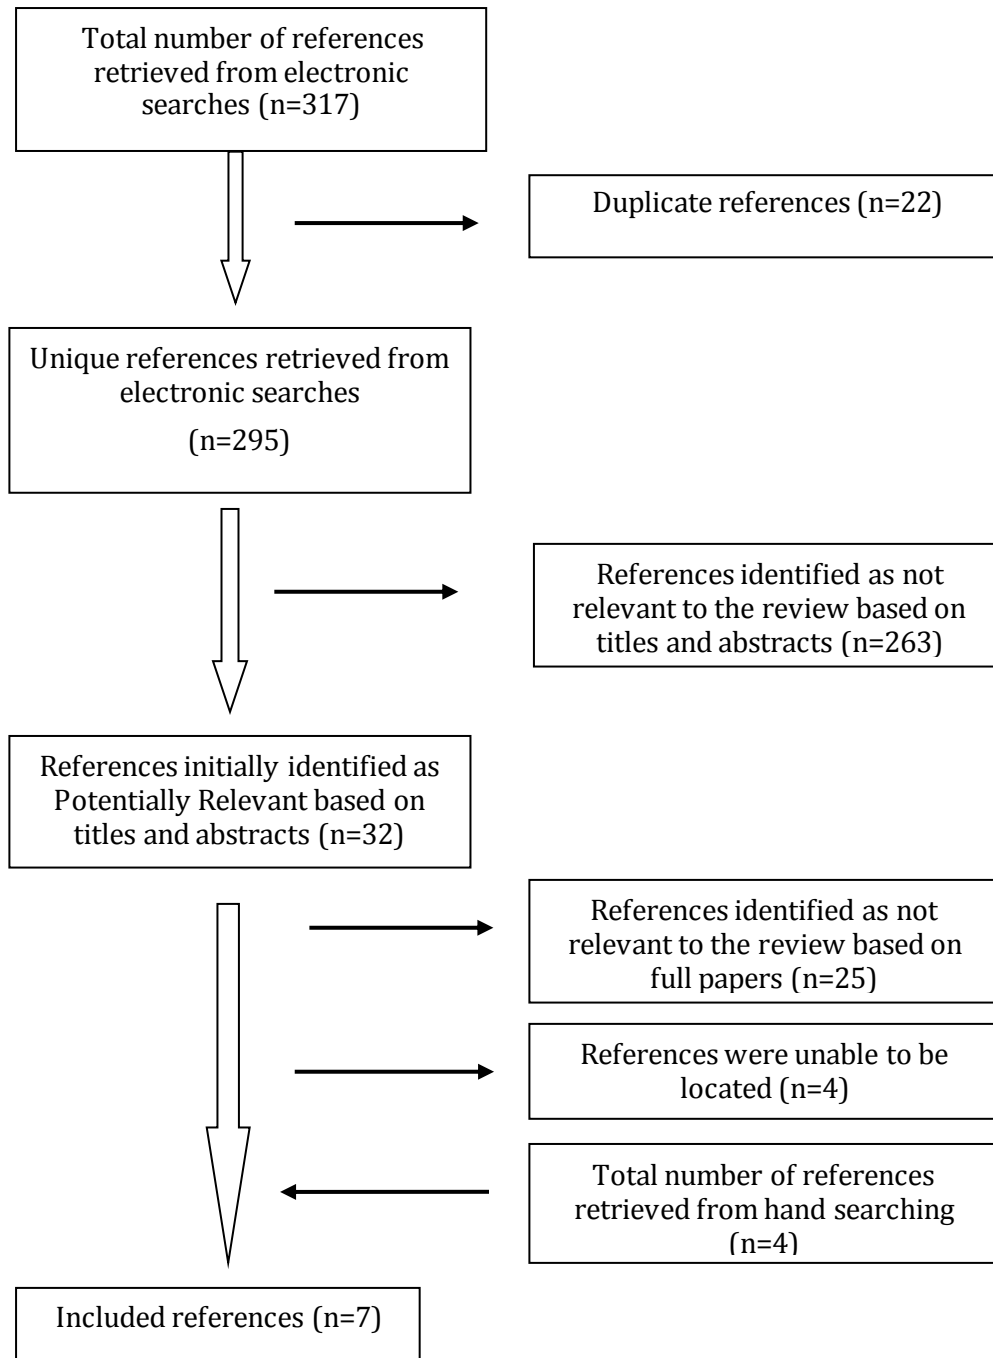 Total number of references
retrieved from electronic
searches (n=317)
Duplicate references (n=22)
Unique references retrieved from
electronic searches
(n=295)
References identified as not
relevant to the review based on
titles and abstracts (n=263)
References initially identified as
Potentially Relevant based on
titles and abstracts (n=32)
References identified as not
relevant to the review based on
full papers (n=25)
References were unable to be
located (n=4)
Total number of references
retrieved from hand searching
(n=4)
Included references (n=7)